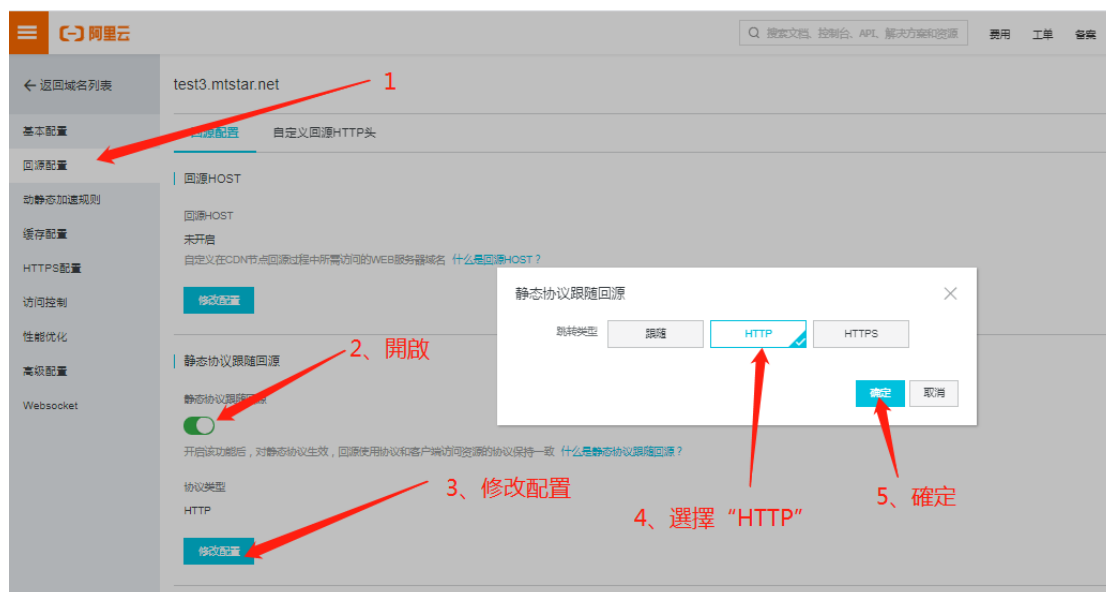 阿里云
搜索文档、控制台、API、解决方案和资源
费用 工单 备案
返回域名列表
test3.mtstar.net
1
基本配置
回源配置
自定义回源HTTP头
回源配置
回源HOST
动静态加速规则
回源HOST
缓存配置
未开启
自定义在CDN节点回源过程中所需访问的WEB服务器域名 什么是回源HOST？
HTTPS配置
访问控制
修改配置
性能优化
高级配置
Websocket
静态协议跟随回源
2、開啟
静态协议跟随回源
开启该功能后，对静态协议生效，回源使用协议和客户端访问资源的协议保持一致 什么是静态协议跟随回源？
协议类型
HTTP
3、修改配置
修改配置
静态协议跟随回源
跳转类型
跟随
HTTP
HTTPS
确定
取消
4、選擇“HTTP”
5、確定